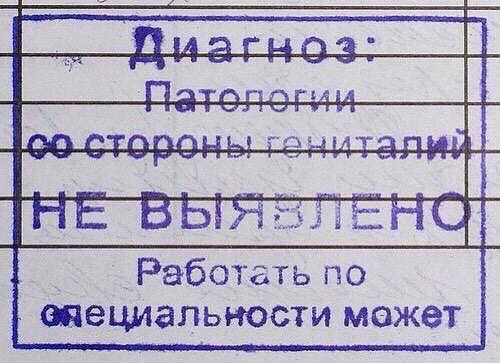 Диагноз:
Патологии
со стороны гениталий
НЕ ВЫЯВЛЕНО
Работать по
специальности может